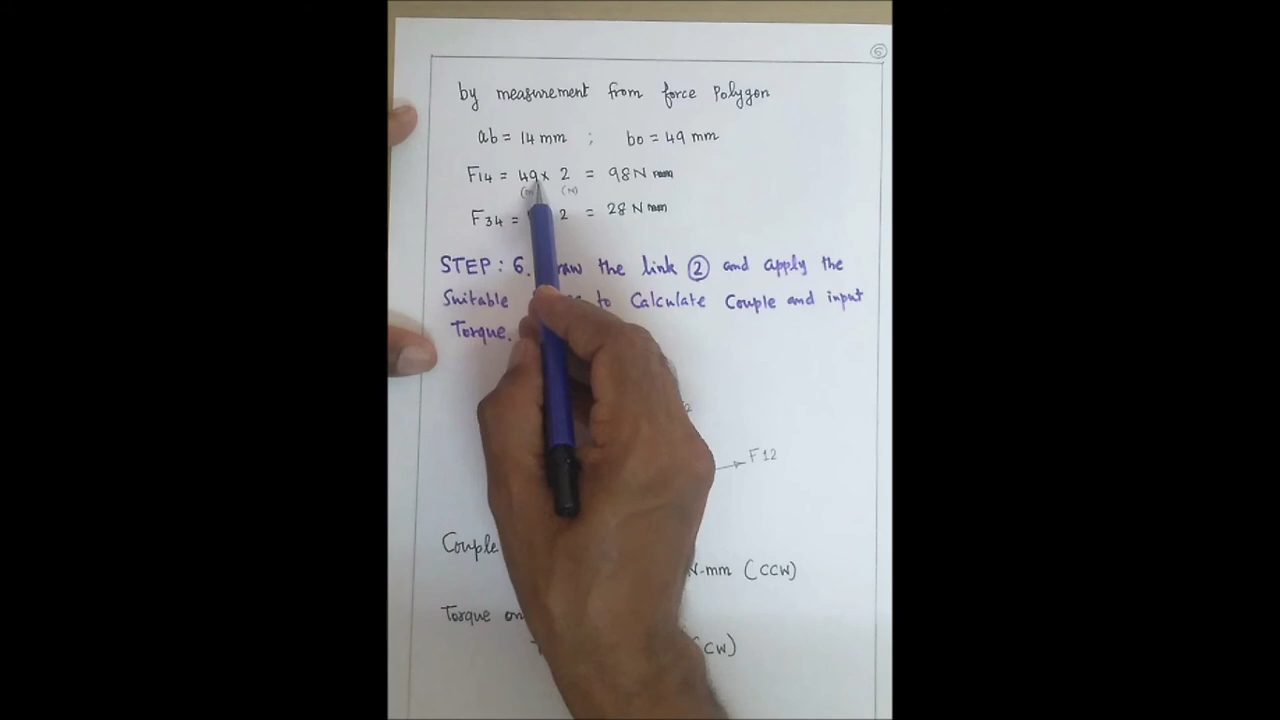 5
by measurement from force Polygon
ab = 14 mm ; bo = 49 mm
F14 = 49 x 2 = 98 N
(N)
F34 = 2 = 28 N
STEP : 6. the link 2 and apply the
Suitable to Calculate Couple and input
Torque.
F12
Couple
N-mm (CCW)
Torque on
CW)